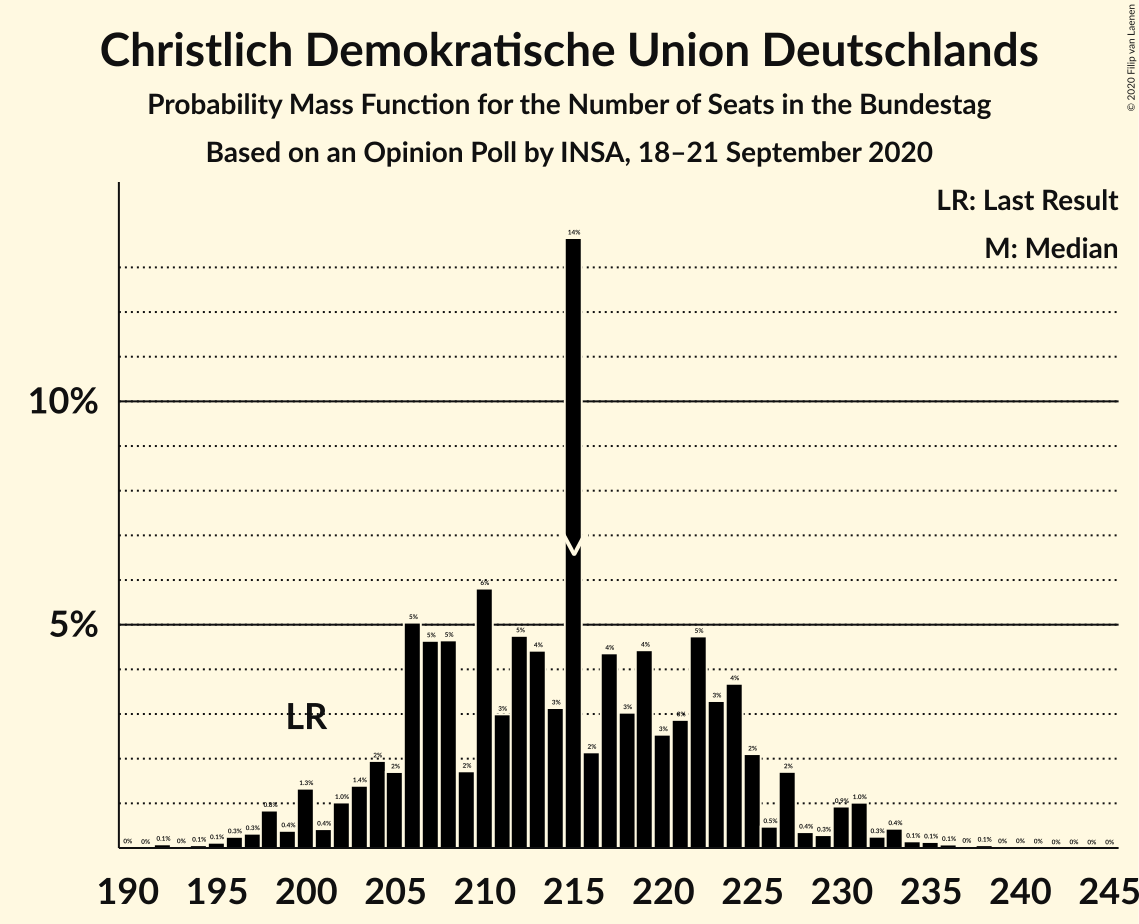 Christlich Demokratische Union Deutschlands
Probability Mass Function for the Number of Seats in the Bundestag
Based on an Opinion Poll by INSA, 18–21 September 2020
© 2020 Filip van Laenen
LR: Last Result
M: Median
10%
5%
LR
0% 0% 0.1% 0% 0.1% 0.1% 0.3% 0.3% 0.8% 0.4% 1.3% 0.4% 1.0% 1.4% 2% 2% 5% 5% 5% 2% 6% 3% 5% 4% 3% 14% 2% 4% 3% 4% 3% 3% 5% 3% 4% 2% 0.5% 2% 0.4% 0.3% 0.9% 1.0% 0.3% 0.4% 0.1% 0.1% 0.1% 0% 0.1% 0% 0% 0% 0% 0% 0% 0%
190 195 200 205 210 215 220 225 230 235 240 245